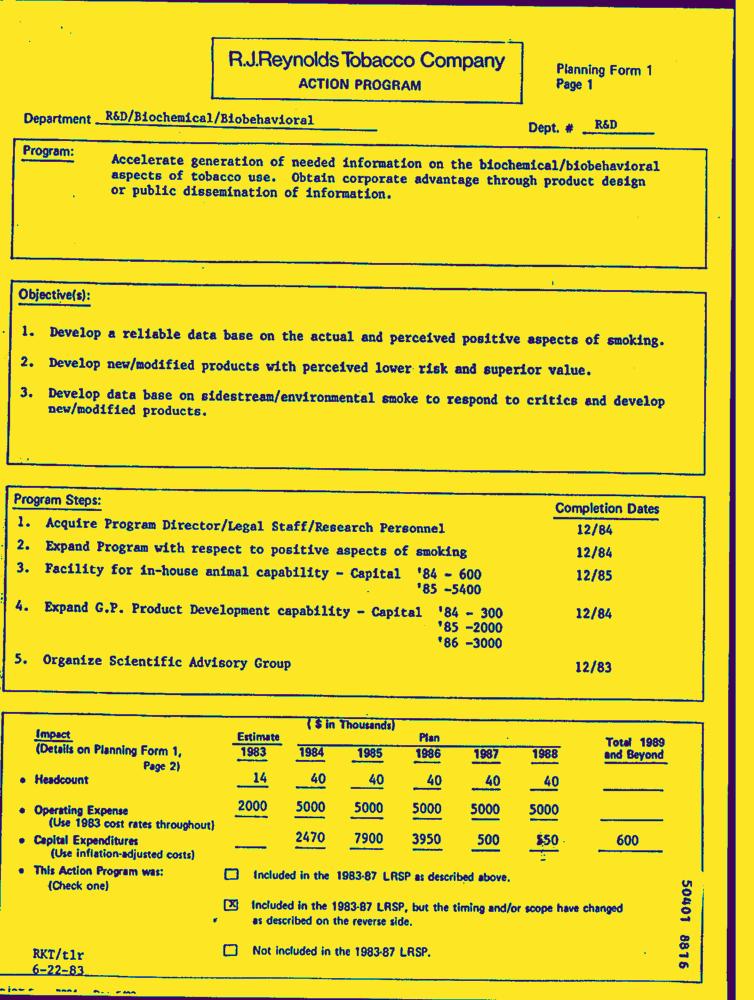 R.J.Reynolds Tobacco Company
ACTION PROGRAM
Planning Form 1
Page 1
Department R&D/Biochemical/Biobehavioral
Dept. # R&D
Program:
Accelerate generation of needed information on the biochemical/biobehavioral
aspects of tobacco use. Obtain corporate advantage through product design
or public dissemination of information.
Objective(s):
1. Develop a reliable data base on the actual and perceived positive aspects of smoking.
2. Develop new/modified products with perceived lower risk and superior value.
3. Develop data base on sidestream/environmental smoke to respond to critics and develop
new/modified products.
Program Steps:
Completion Dates
1. Acquire Program Director/Legal Staff/Research Personnel 12/84
2. Expand Program with respect to positive aspects of smoking 12/84
3. Facility for in-house animal capability - Capital '84 - 600 12/85
'85 -5400
4. Expand G.P. Product Development capability - Capital '84 - 300 12/84
'85 -2000
'86 -3000
5. Organize Scientific Advisory Group 12/83
($ in Thousands)
Impact Estimate Plan Total 1989
(Details on Planning Form 1, 1983 1984 1985 1986 1987 1988 and Beyond
Page 2)
• Headcount 14 40 40 40 40 40
• Operating Expense 2000 5000 5000 5000 5000 5000
(Use 1983 cost rates throughout)
• Capital Expenditures 2470 7900 3950 500 550 600
(Use inflation-adjusted costs)
• This Action Program was: ☐ Included in the 1983-87 LRSP as described above.
(Check one)
☒ Included in the 1983-87 LRSP, but the timing and/or scope have changed
as described on the reverse side.
☐ Not included in the 1983-87 LRSP.
RKT/tlr
6-22-83
50401 8816